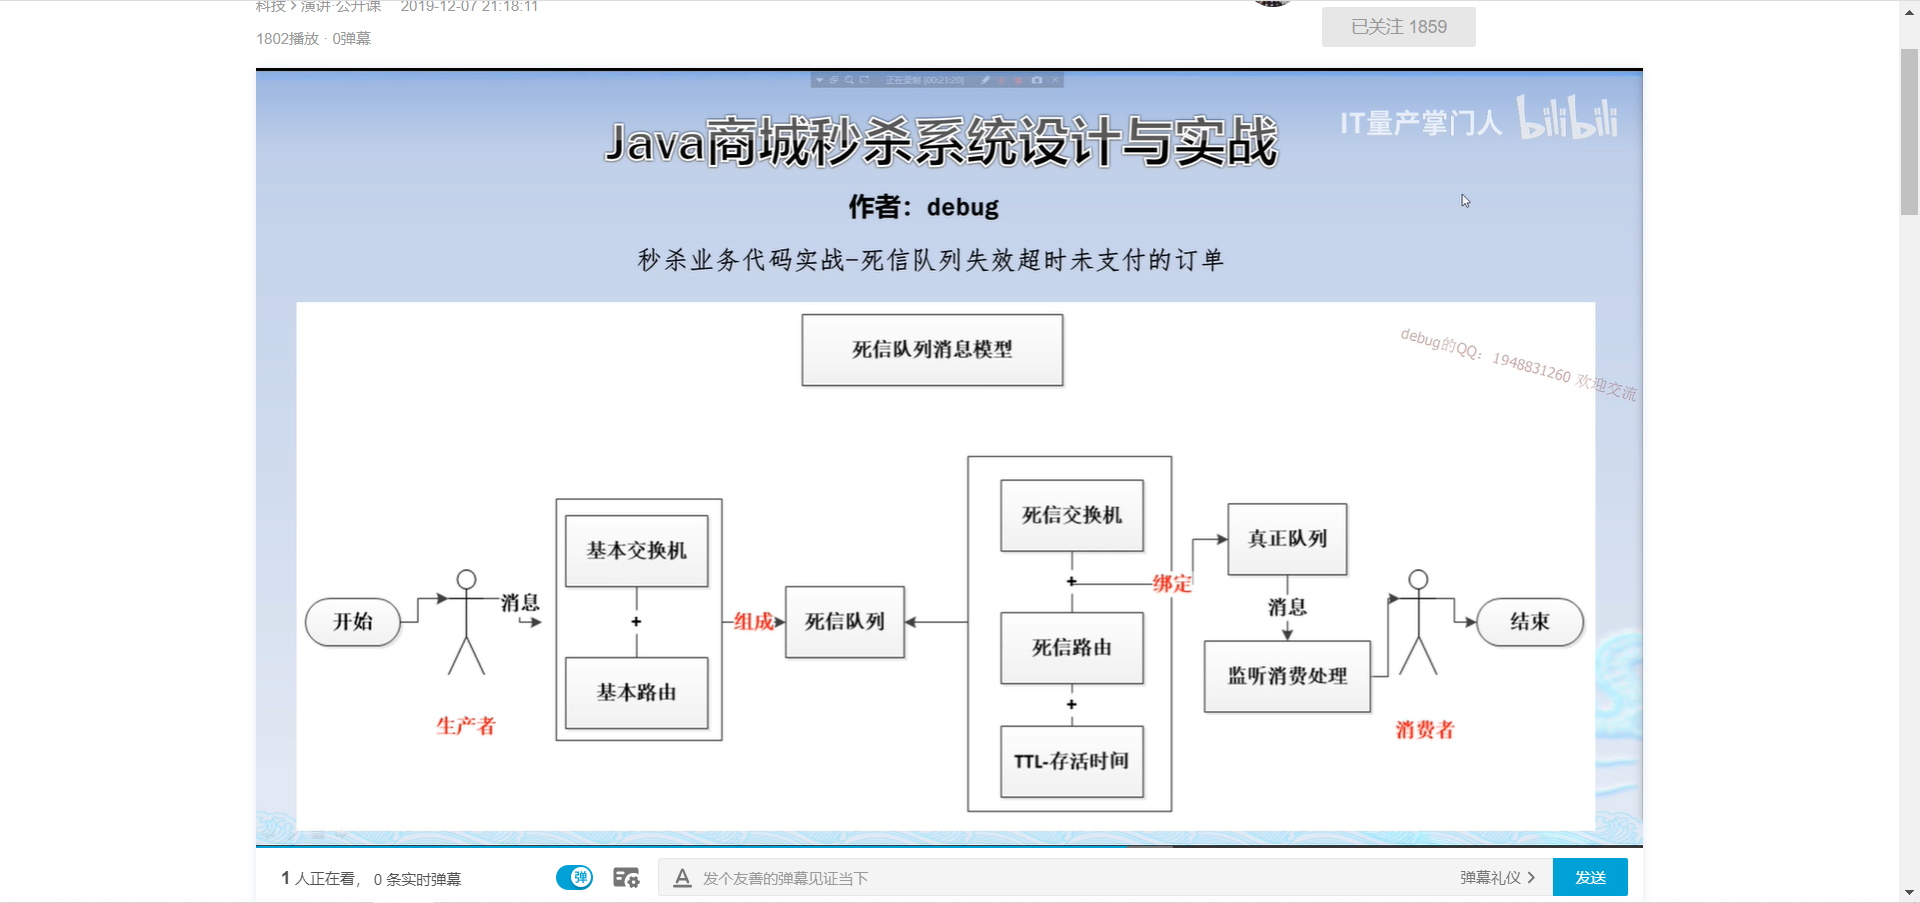 科技 > 演讲·公开课 2019-12-07 21:18:11
1802播放 · 0弹幕
已关注 1859
正在录制 [00:21:20]
IT量产掌门人 bilibili
Java商城秒杀系统设计与实战
作者：debug
秒杀业务代码实战-死信队列失效超时未支付的订单
死信队列消息模型
debug的QQ：1948831260 欢迎交流
开始
消息
生产者
基本交换机
+
基本路由
组成
死信队列
死信交换机
+
死信路由
+
TTL-存活时间
绑定
真正队列
消息
监听消费处理
消费者
结束
1 人正在看， 0 条实时弹幕
弹
发个友善的弹幕见证当下
弹幕礼仪 >
发送